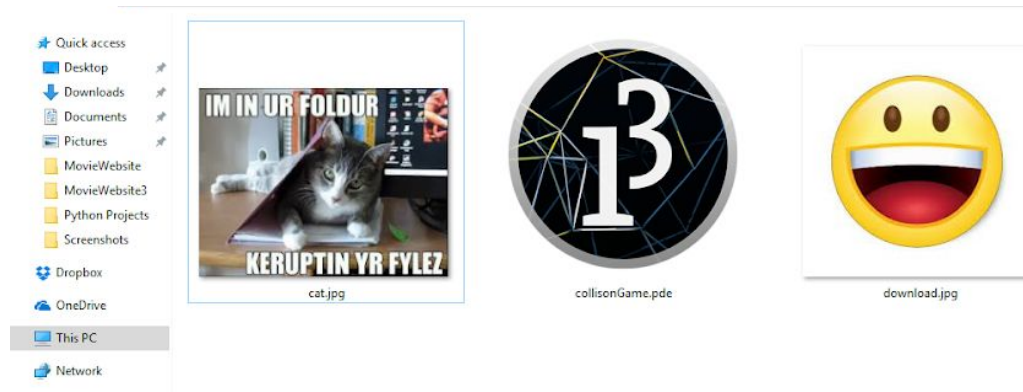 Quick access
Desktop
Downloads
Documents
Pictures
MovieWebsite
MovieWebsite3
Python Projects
Screenshots
Dropbox
OneDrive
This PC
Network
IM IN UR FOLDUR
KERUPTIN YR FYLEZ
cat.jpg
13
collisonGame.pde
download.jpg